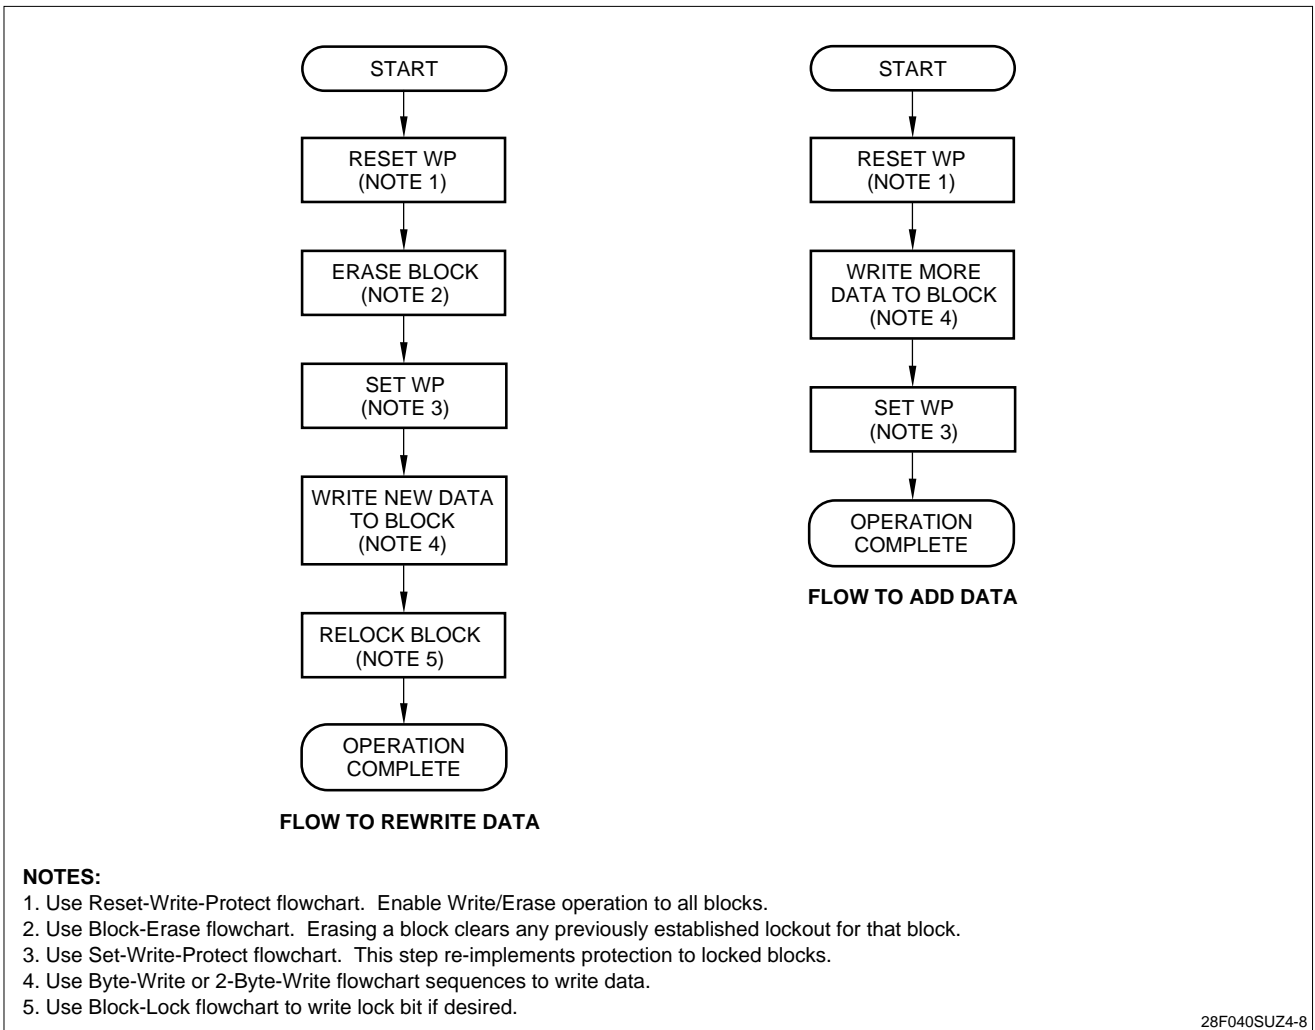 START
RESET WP
(NOTE 1)
ERASE BLOCK
(NOTE 2)
SET WP
(NOTE 3)
WRITE NEW DATA
TO BLOCK
(NOTE 4)
RELOCK BLOCK
(NOTE 5)
OPERATION
COMPLETE
FLOW TO REWRITE DATA
START
RESET WP
(NOTE 1)
WRITE MORE
DATA TO BLOCK
(NOTE 4)
SET WP
(NOTE 3)
OPERATION
COMPLETE
FLOW TO ADD DATA
NOTES:
1. Use Reset-Write-Protect flowchart.  Enable Write/Erase operation to all blocks.
2. Use Block-Erase flowchart.  Erasing a block clears any previously established lockout for that block.
3. Use Set-Write-Protect flowchart.  This step re-implements protection to locked blocks.
4. Use Byte-Write or 2-Byte-Write flowchart sequences to write data.
5. Use Block-Lock flowchart to write lock bit if desired.
28F040SUZ4-8